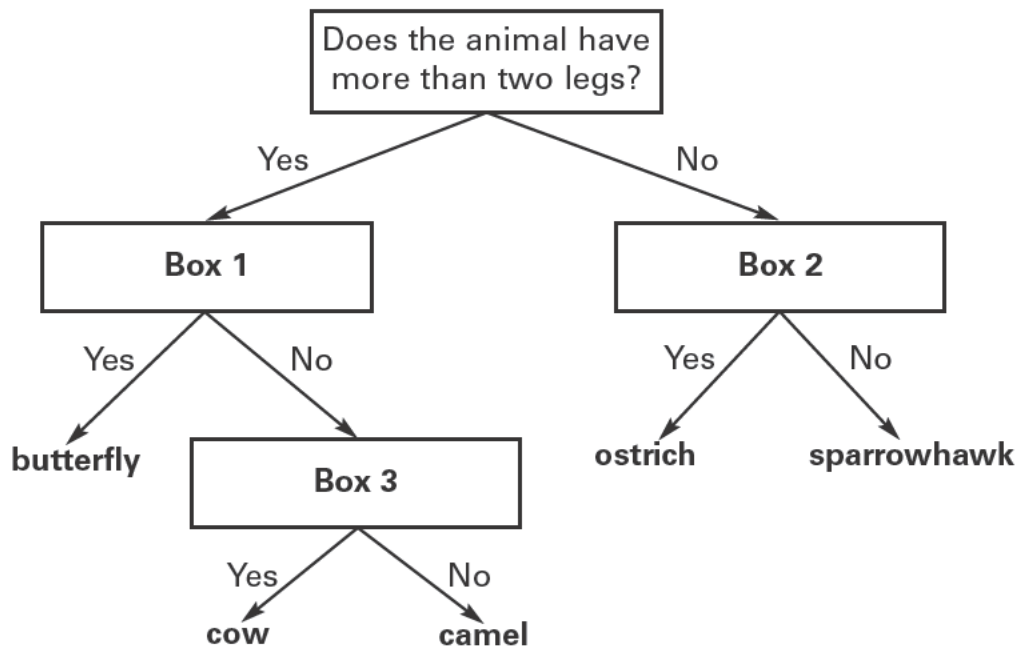 Does the animal have
more than two legs?
Yes
No
Box 1
Box 2
Yes
No
Yes
No
butterfly
Box 3
ostrich
sparrowhawk
Yes
No
cow
camel